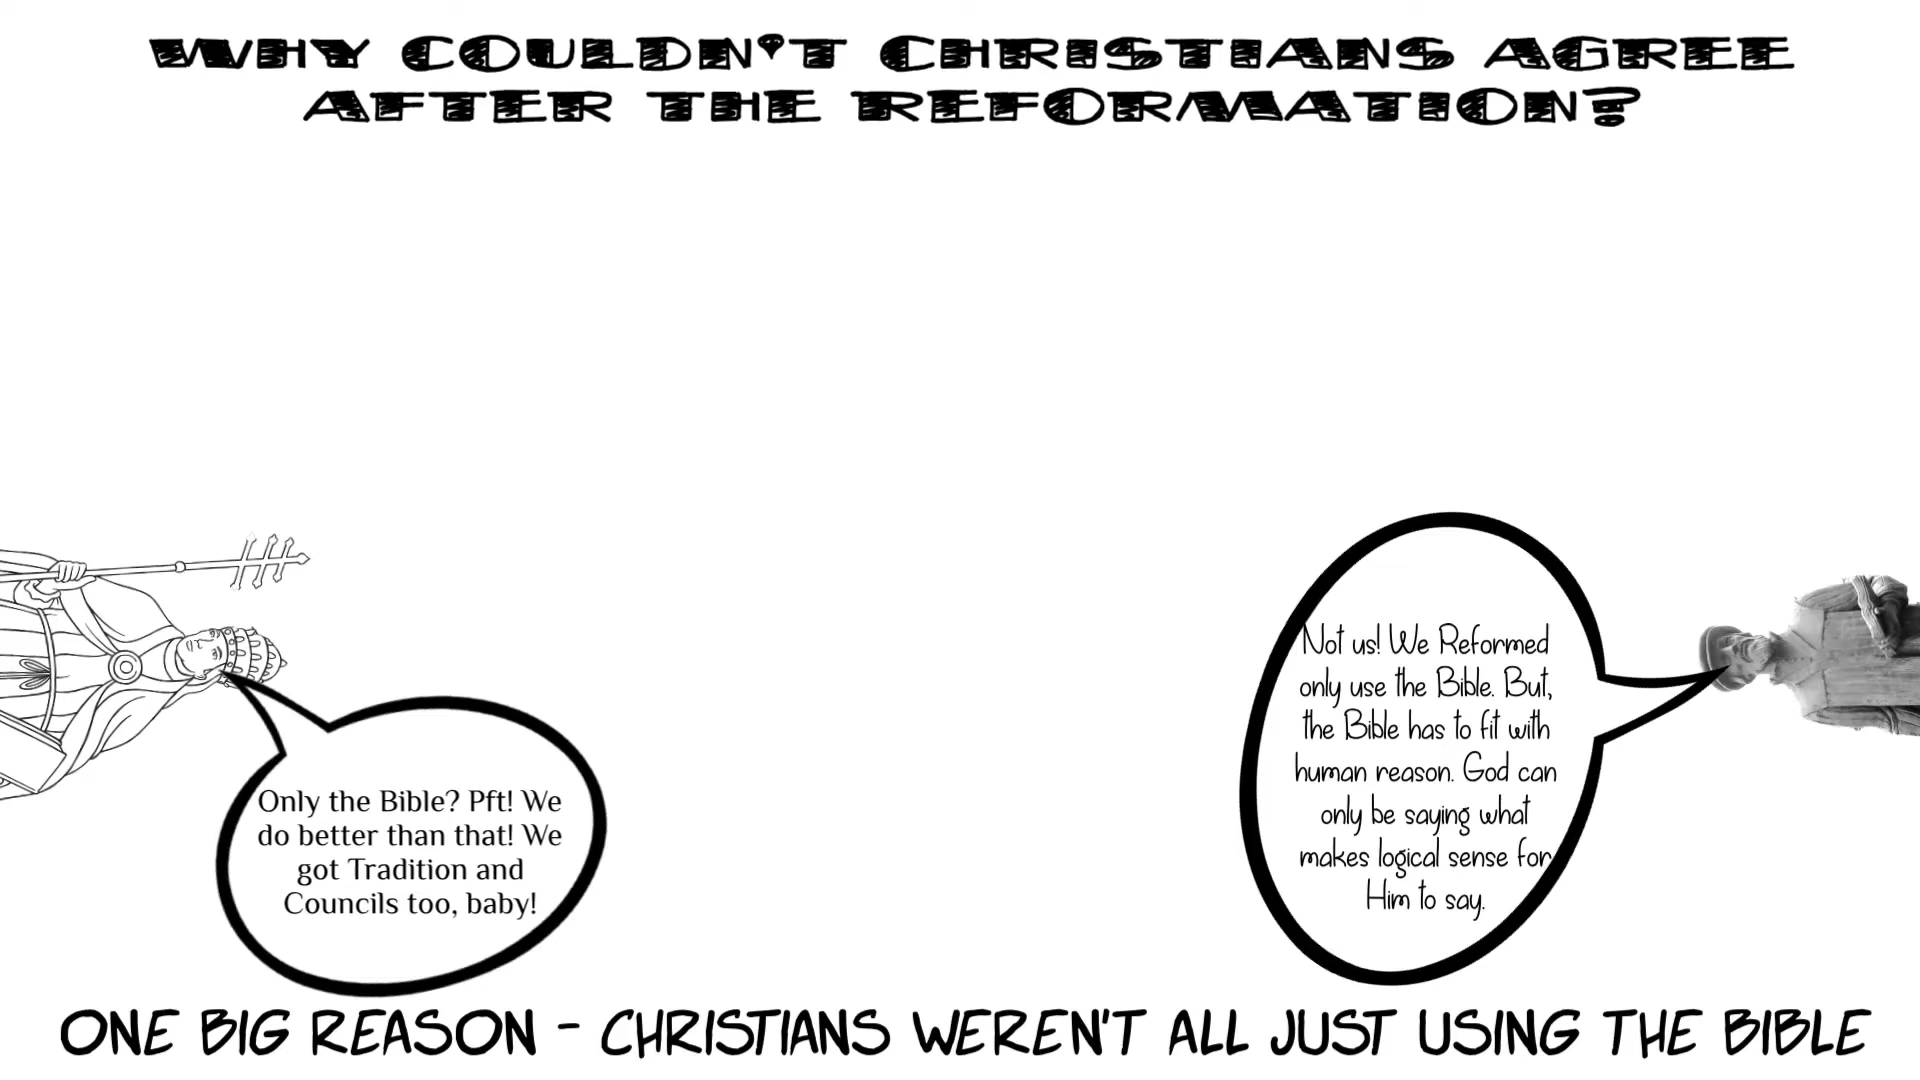 WHY COULDN'T CHRISTIANS AGREE
AFTER THE REFORMATION?
Only the Bible? Pft! We
do better than that! We
got Tradition and
Councils too, baby!
Not us! We Reformed
only use the Bible. But,
the Bible has to fit with
human reason. God can
only be saying what
makes logical sense for
Him to say.
ONE BIG REASON - CHRISTIANS WEREN'T ALL JUST USING THE BIBLE